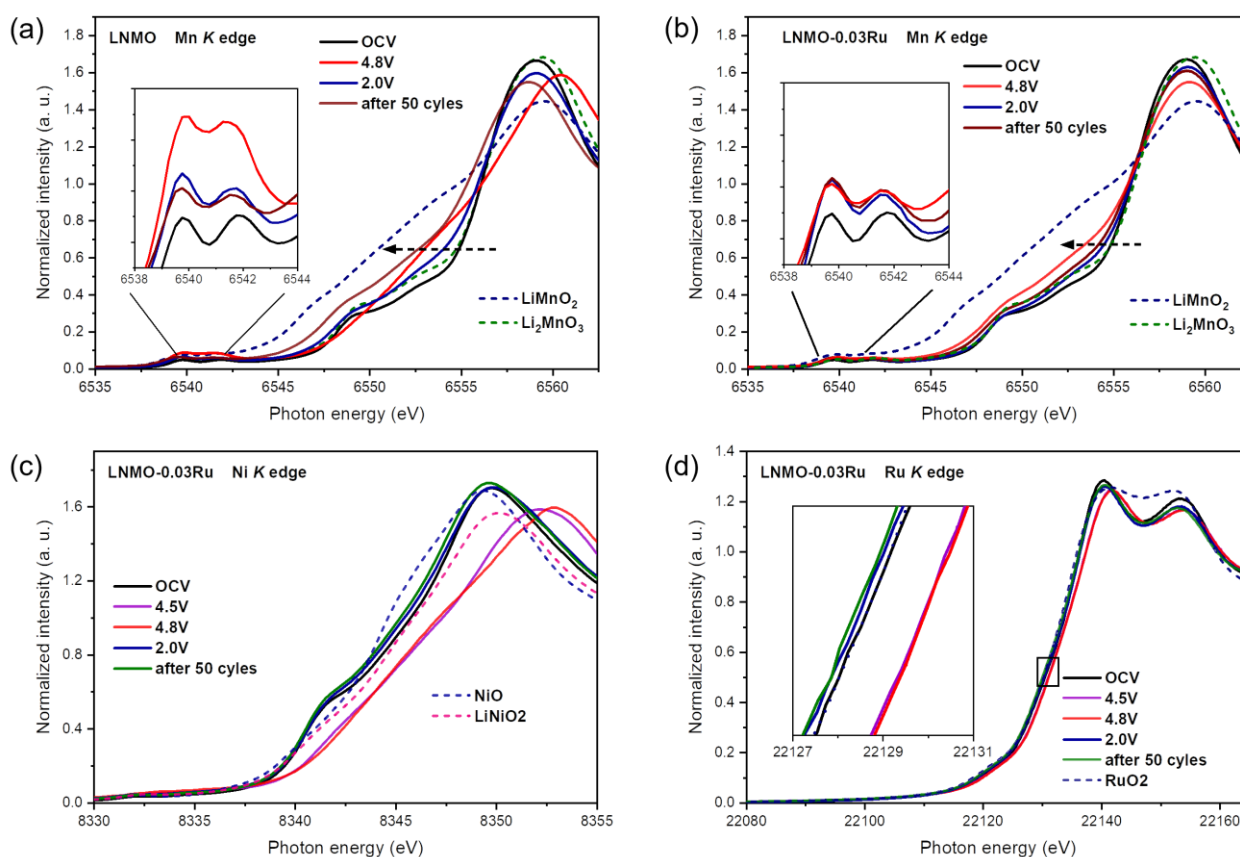 (a)
LNMO Mn K edge
OCV
4.8V
2.0V
after 50 cyles
6538 6540 6542 6544
LiMnO2
Li2MnO3
1.8
1.6
1.4
1.2
1.0
0.8
0.6
0.4
0.2
0.0
Normalized intensity (a. u.)
6535 6540 6545 6550 6555 6560
Photon energy (eV)
(b)
LNMO-0.03Ru Mn K edge
OCV
4.8V
2.0V
after 50 cyles
6538 6540 6542 6544
LiMnO2
Li2MnO3
1.8
1.6
1.4
1.2
1.0
0.8
0.6
0.4
0.2
0.0
Normalized intensity (a. u.)
6535 6540 6545 6550 6555 6560
Photon energy (eV)
(c)
LNMO-0.03Ru Ni K edge
OCV
4.5V
4.8V
2.0V
after 50 cyles
NiO
LiNiO2
1.8
1.6
1.2
0.8
0.4
0.0
Normalized intensity (a. u.)
8330 8335 8340 8345 8350 8355
Photon energy (eV)
(d)
LNMO-0.03Ru Ru K edge
22127 22129 22131
OCV
4.5V
4.8V
2.0V
after 50 cyles
RuO2
1.4
1.2
1.0
0.8
0.6
0.4
0.2
0.0
Normalized intensity (a. u.)
22080 22100 22120 22140 22160
Photon energy (eV)